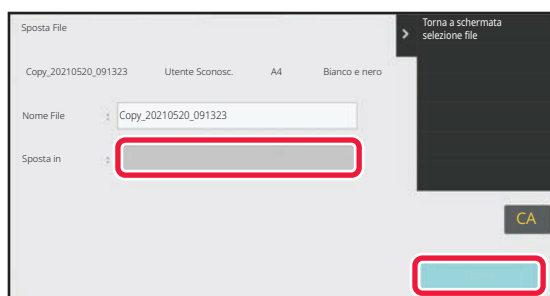 Sposta File
Torna a schermata
selezione file
Copy_20210520_091323 Utente Sconosc. A4 Bianco e nero
Nome File : Copy_20210520_091323
Sposta in :
CA